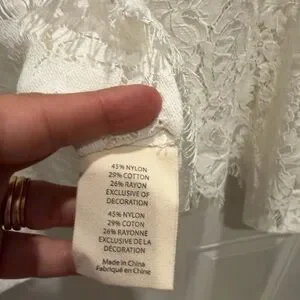 45% NYLON
29% COTTON
26% RAYON
EXCLUSIVE OF
DECORATION
45% NYLON
29% COTON
26% RAYONNE
EXCLUSIVE DE LA
DÉCORATION
Made in China
Fabriqué en Chine